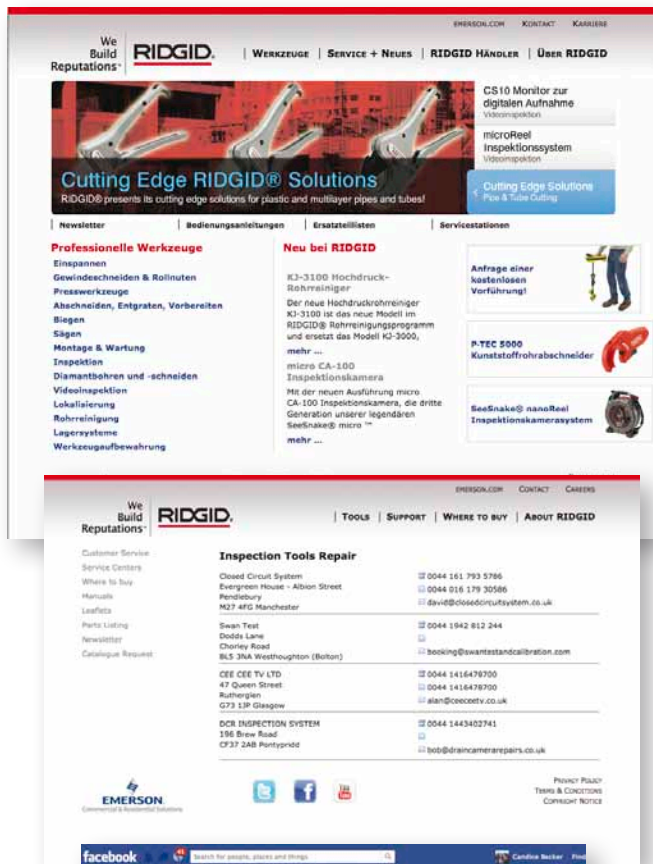 EMERSON.COM KONTAKT KARRIERE
We
Build
Reputations™
RIDGID.
WERKZEUGE | SERVICE + NEUES | RIDGID HÄNDLER | ÜBER RIDGID
CS10 Monitor zur
digitalen Aufnahme
Videoinspektion
microReel
Inspektionssystem
Videoinspektion
Cutting Edge Solutions
Pipe & Tube Cutting
Cutting Edge RIDGID® Solutions
RIDGID® presents its cutting edge solutions for plastic and multilayer pipes and tubes!
Newsletter | Bedienungsanleitungen | Ersatzteillisten | Servicestationen
Professionelle Werkzeuge
Einspannen
Gewindeschneiden & Rollnuten
Presswerkzeuge
Abschneiden, Entgraten, Vorbereiten
Biegen
Sägen
Montage & Wartung
Inspektion
Diamantbohren und -schneiden
Videoinspektion
Lokalisierung
Rohrreinigung
Lagersysteme
Werkzeugaufbewahrung
Neu bei RIDGID
KJ-3100 Hochdruck-
Rohrreiniger
Der neue Hochdruckrohrreiniger
KJ-3100 ist das neue Modell im
RIDGID® Rohrreinigungsprogramm
und ersetzt das Modell KJ-3000,
mehr ...
micro CA-100
Inspektionskamera
Mit der neuen Ausführung micro
CA-100 Inspektionskamera, die dritte
Generation unserer legendären
SeeSnake® micro ™
mehr ...
Anfrage einer
kostenlosen
Vorführung!
P-TEC 5000
Kunststoffrohrabschneider
SeeSnake® nanoReel
Inspektionskamerasystem
EMERSON.COM CONTACT CAREERS
We
Build
Reputations™
RIDGID.
TOOLS | SUPPORT | WHERE TO BUY | ABOUT RIDGID
Customer Service
Service Centers
Where to buy
Manuals
Leaflets
Parts Listing
Newsletter
Catalogue Request
Inspection Tools Repair
Closed Circuit System
Evergreen House - Albion Street
Pendlebury
M27 4FG Manchester
0044 161 793 5786
0044 016 179 30586
david@closedcircuitsystem.co.uk
Swan Test
Dodds Lane
Chorley Road
BL5 3NA Westhoughton (Bolton)
0044 1942 812 244
booking@swantestandcalibration.com
CEE CEE TV LTD
47 Queen Street
Rutherglen
G73 1JP Glasgow
0044 1416478700
0044 1416478700
alan@ceeceetv.co.uk
DCR INSPECTION SYSTEM
196 Brew Road
CF37 2AB Pontypridd
0044 1443402741
bob@draincamerarepairs.co.uk
EMERSON
Commercial & Residential Solutions
You
Tube
PRIVACY POLICY
TERMS & CONDITIONS
COPYRIGHT NOTICE
facebook
Search for people, places and things
Candice Becker Find